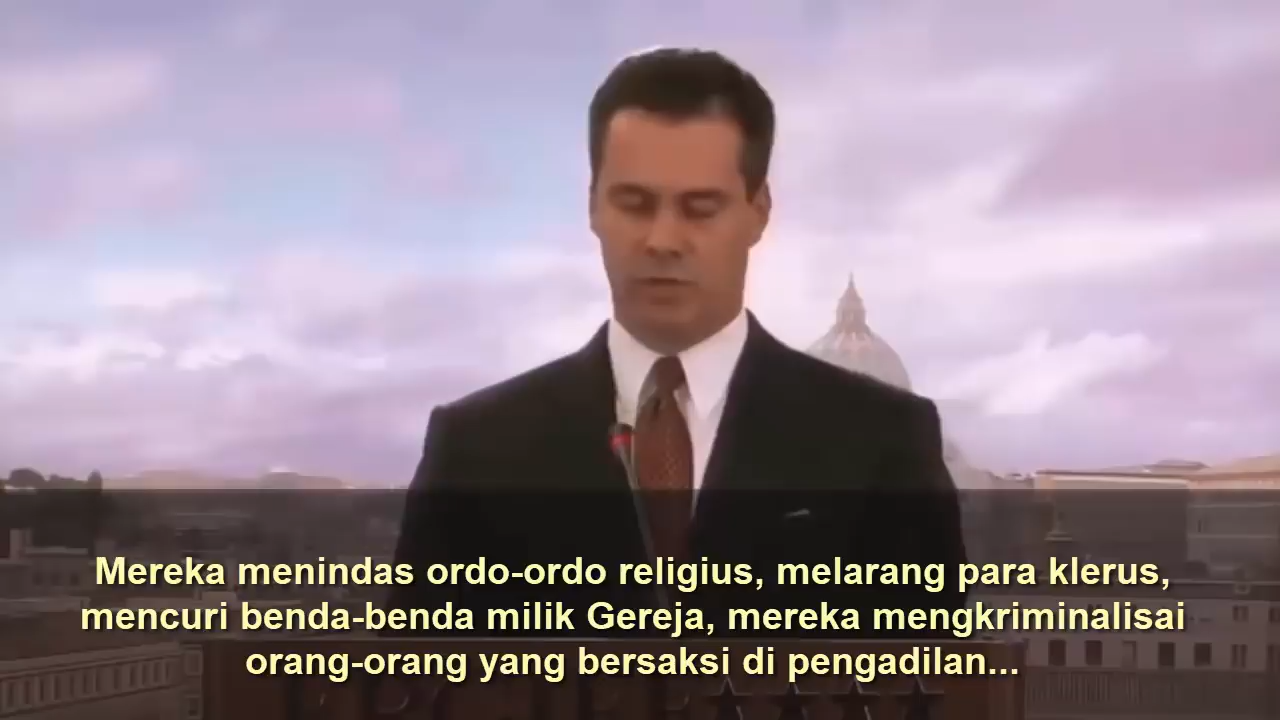 Mereka menindas ordo-ordo religius, melarang para klerus,
mencuri benda-benda milik Gereja, mereka mengkriminalisai
orang-orang yang bersaksi di pengadilan...